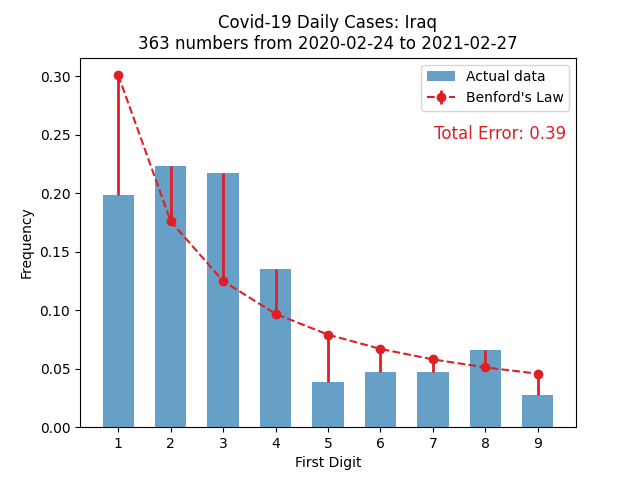 Covid-19 Daily Cases: Iraq
363 numbers from 2020-02-24 to 2021-02-27
Actual data
Benford's Law
Total Error: 0.39
Frequency
0.30
0.25
0.20
0.15
0.10
0.05
0.00
1 2 3 4 5 6 7 8 9
First Digit